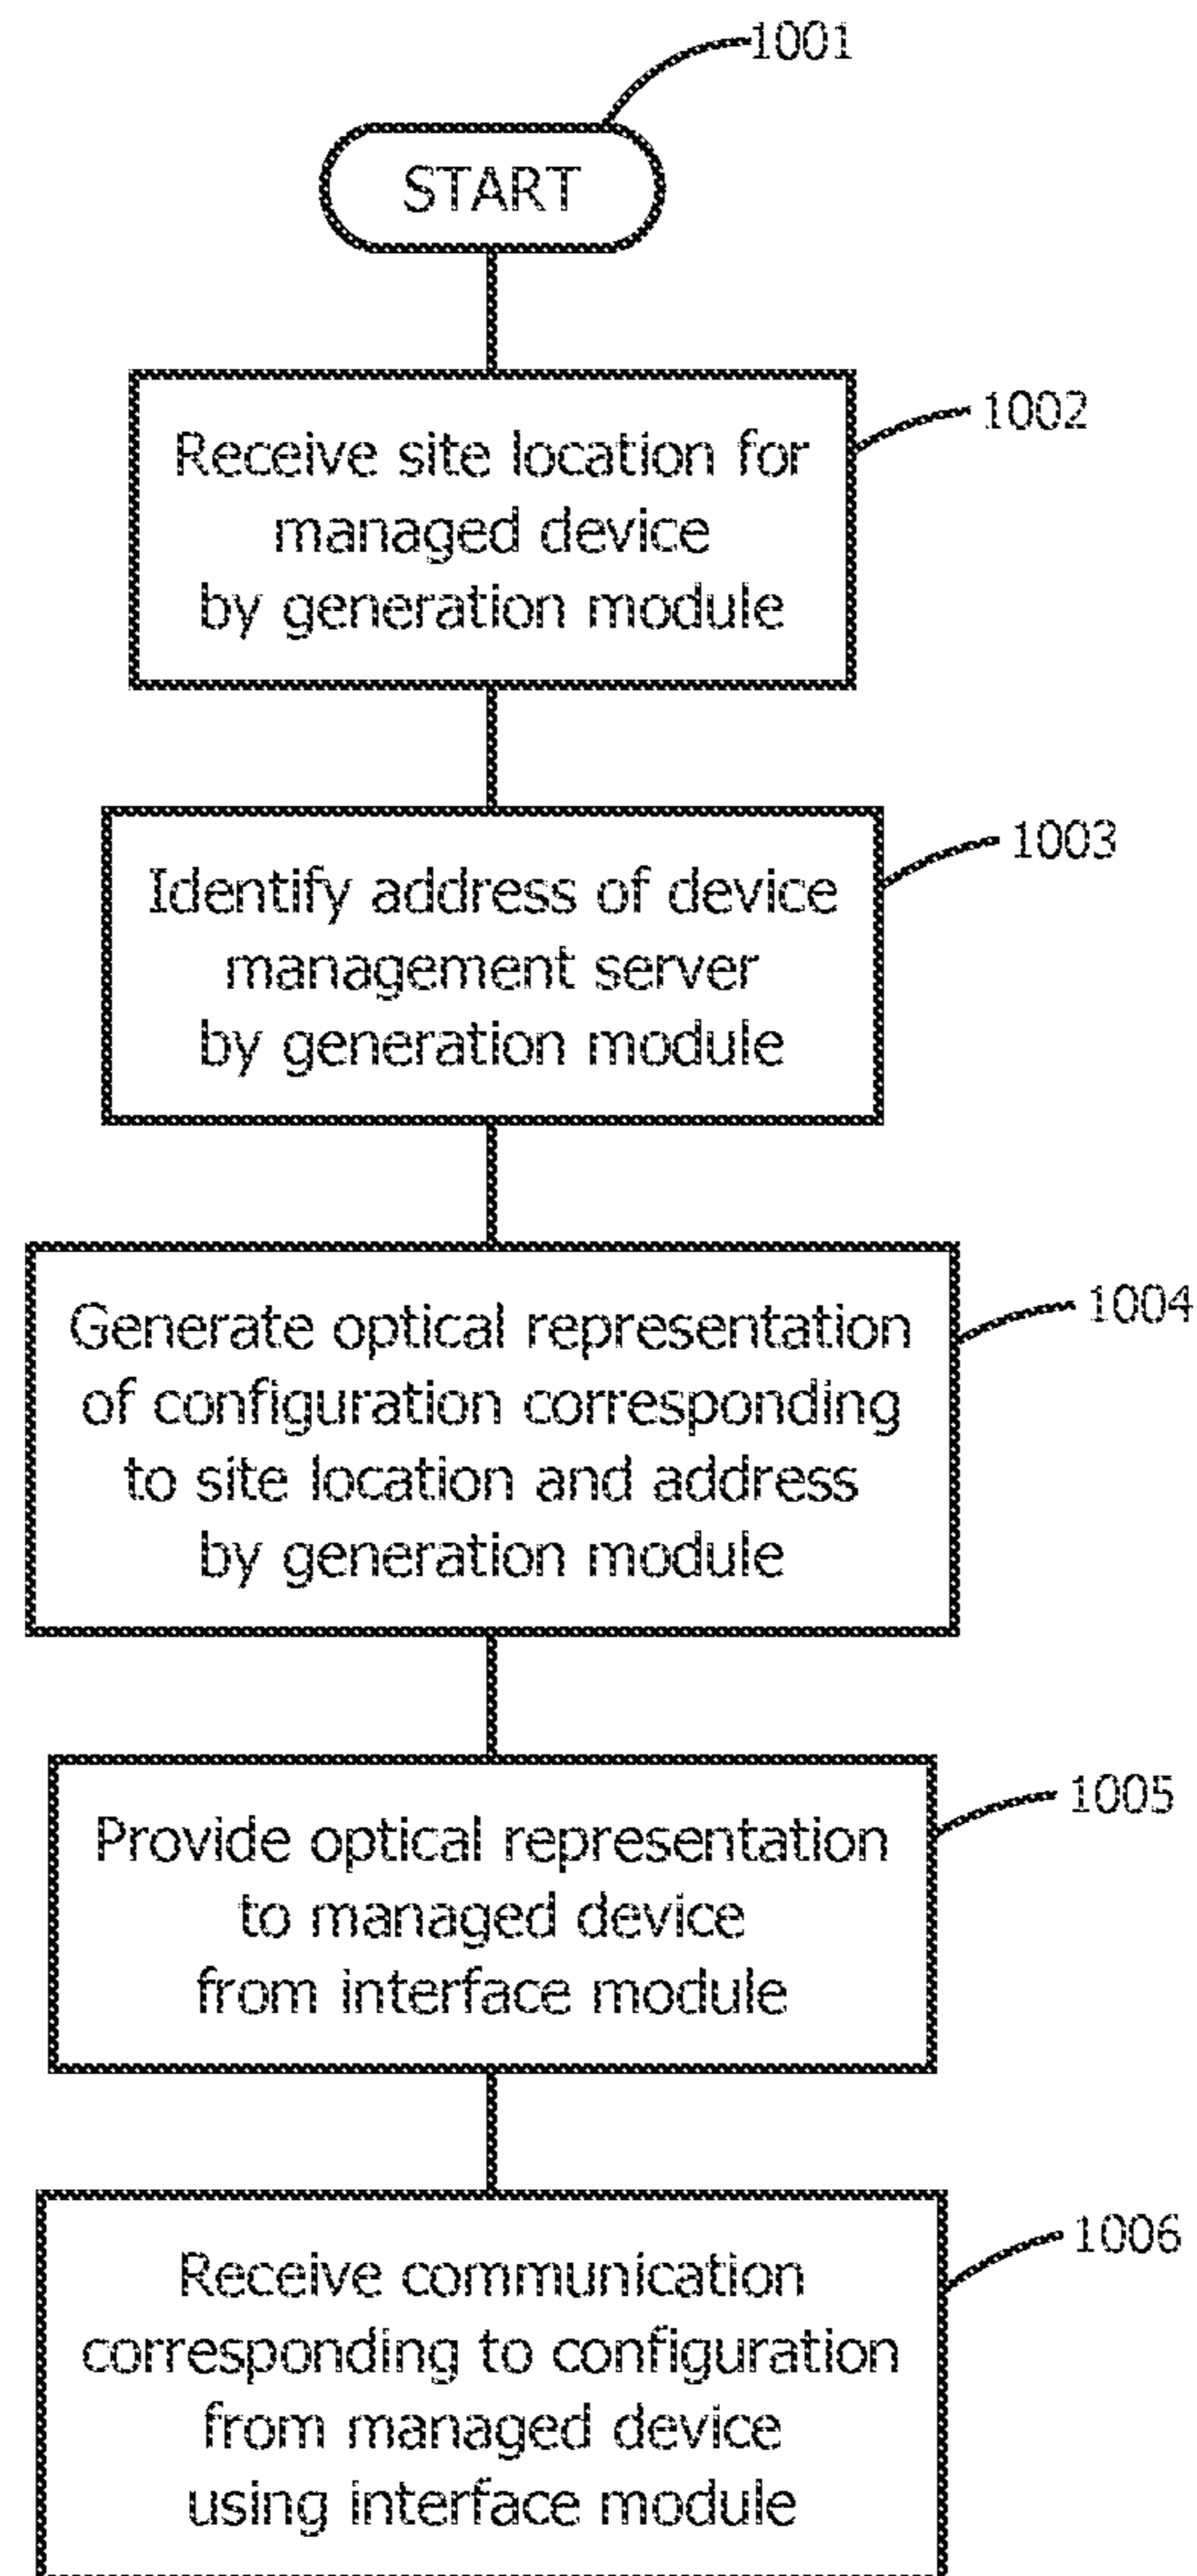 1001
START
1002
Receive site location for
managed device
by generation module
1003
Identify address of device
management server
by generation module
1004
Generate optical representation
of configuration corresponding
to site location and address
by generation module
1005
Provide optical representation
to managed device
from interface module
1006
Receive communication
corresponding to configuration
from managed device
using interface module